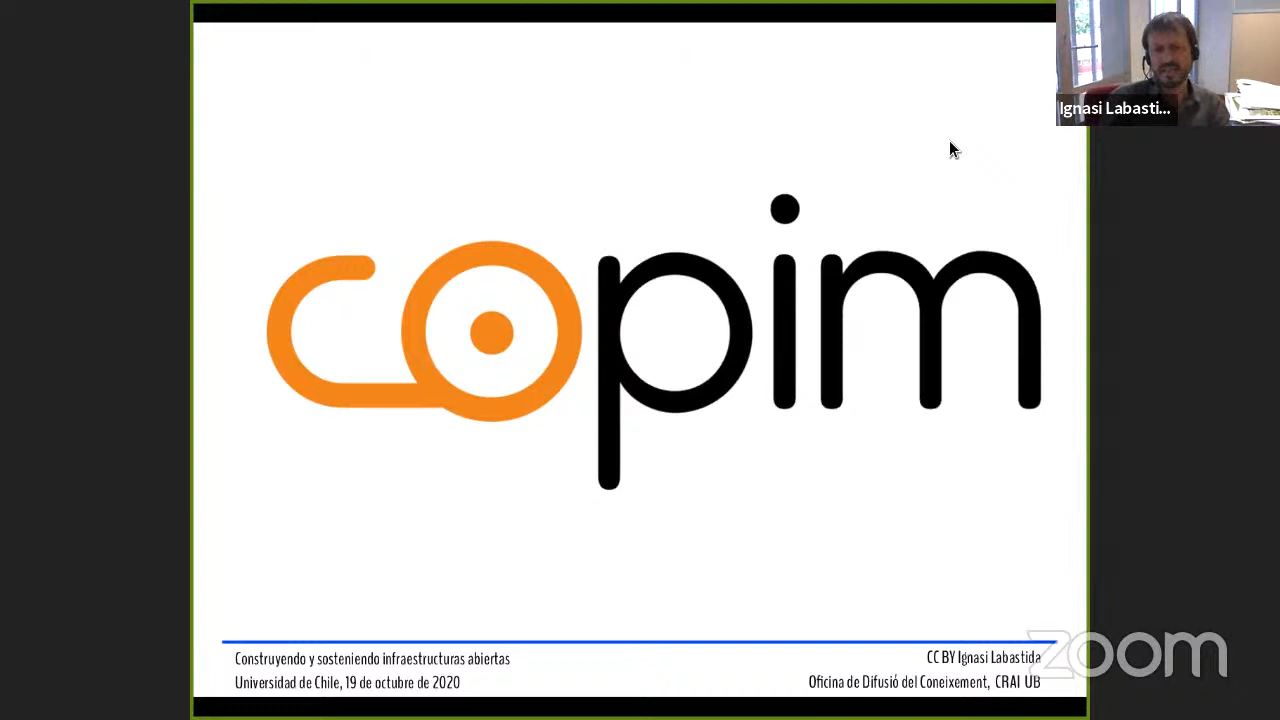 Ignasi Labasti...
copim
Construyendo y sosteniendo infraestructuras abiertas
Universidad de Chile, 19 de octubre de 2020
CC BY Ignasi Labastida
Oficina de Difusió del Coneixement, CRAI UB
zoom